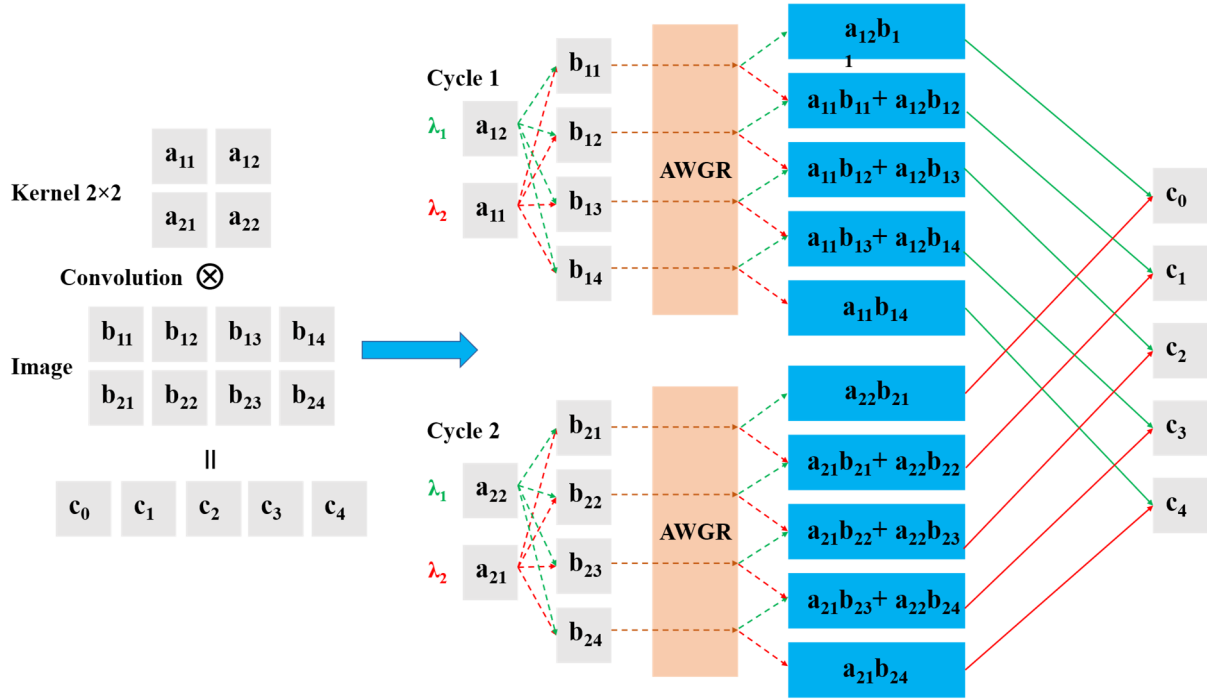 a₁₁ a₁₂
Kernel 2×2
a₂₁ a₂₂
Convolution ⊗
b₁₁ b₁₂ b₁₃ b₁₄
Image
b₂₁ b₂₂ b₂₃ b₂₄
=
c₀ c₁ c₂ c₃ c₄
Cycle 1
λ₁ a₁₂
λ₂ a₁₁
b₁₁
b₁₂
b₁₃
b₁₄
AWGR
a₁₂b₁
₁
a₁₁b₁₁+ a₁₂b₁₂
a₁₁b₁₂+ a₁₂b₁₃
a₁₁b₁₃+ a₁₂b₁₄
a₁₁b₁₄
Cycle 2
λ₁ a₂₂
λ₂ a₂₁
b₂₁
b₂₂
b₂₃
b₂₄
AWGR
a₂₂b₂₁
a₂₁b₂₁+ a₂₂b₂₂
a₂₁b₂₂+ a₂₂b₂₃
a₂₁b₂₃+ a₂₂b₂₄
a₂₁b₂₄
c₀
c₁
c₂
c₃
c₄